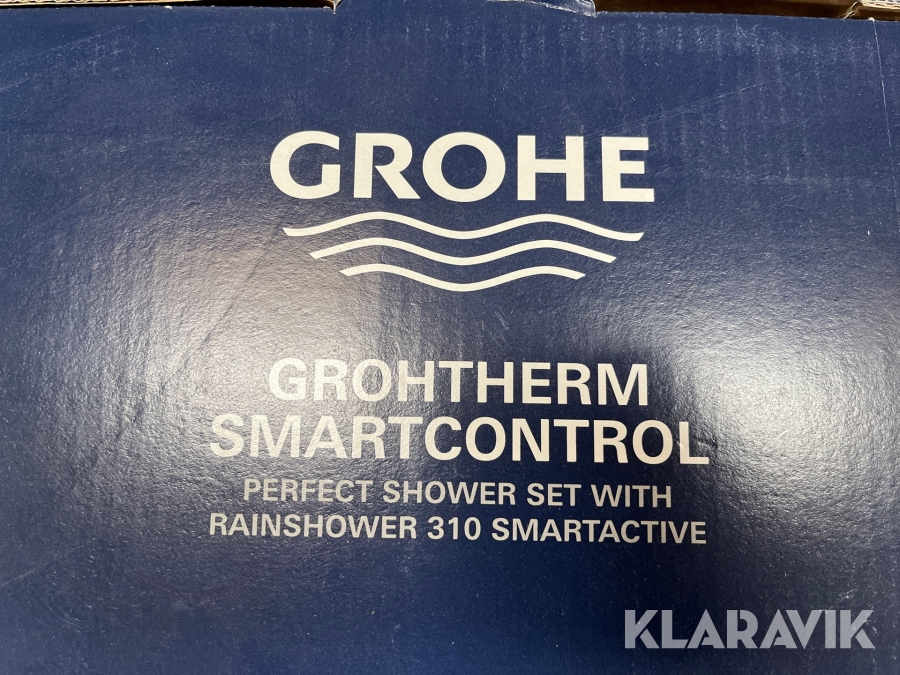 GROHE
GROHTHERM
SMARTCONTROL
PERFECT SHOWER SET WITH
RAINSHOWER 310 SMARTACTIVE
KLARAVIK